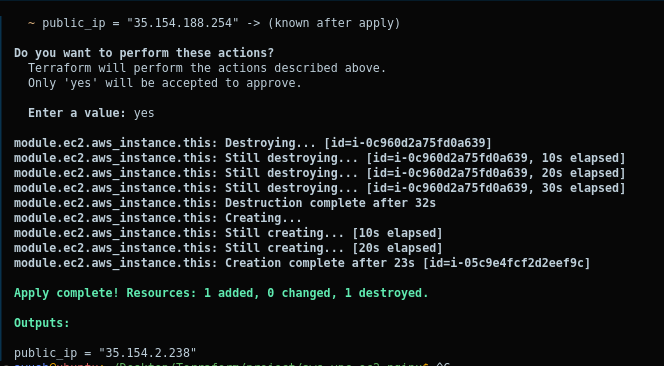 ~ public_ip = "35.154.188.254" -> (known after apply)
Do you want to perform these actions?
Terraform will perform the actions described above.
Only 'yes' will be accepted to approve.
Enter a value: yes
module.ec2.aws_instance.this: Destroying... [id=i-0c960d2a75fd0a639]
module.ec2.aws_instance.this: Still destroying... [id=i-0c960d2a75fd0a639, 10s elapsed]
module.ec2.aws_instance.this: Still destroying... [id=i-0c960d2a75fd0a639, 20s elapsed]
module.ec2.aws_instance.this: Still destroying... [id=i-0c960d2a75fd0a639, 30s elapsed]
module.ec2.aws_instance.this: Destruction complete after 32s
module.ec2.aws_instance.this: Creating...
module.ec2.aws_instance.this: Still creating... [10s elapsed]
module.ec2.aws_instance.this: Still creating... [20s elapsed]
module.ec2.aws_instance.this: Creation complete after 23s [id=i-05c9e4fcf2d2eef9c]
Apply complete! Resources: 1 added, 0 changed, 1 destroyed.
Outputs:
public_ip = "35.154.2.238"